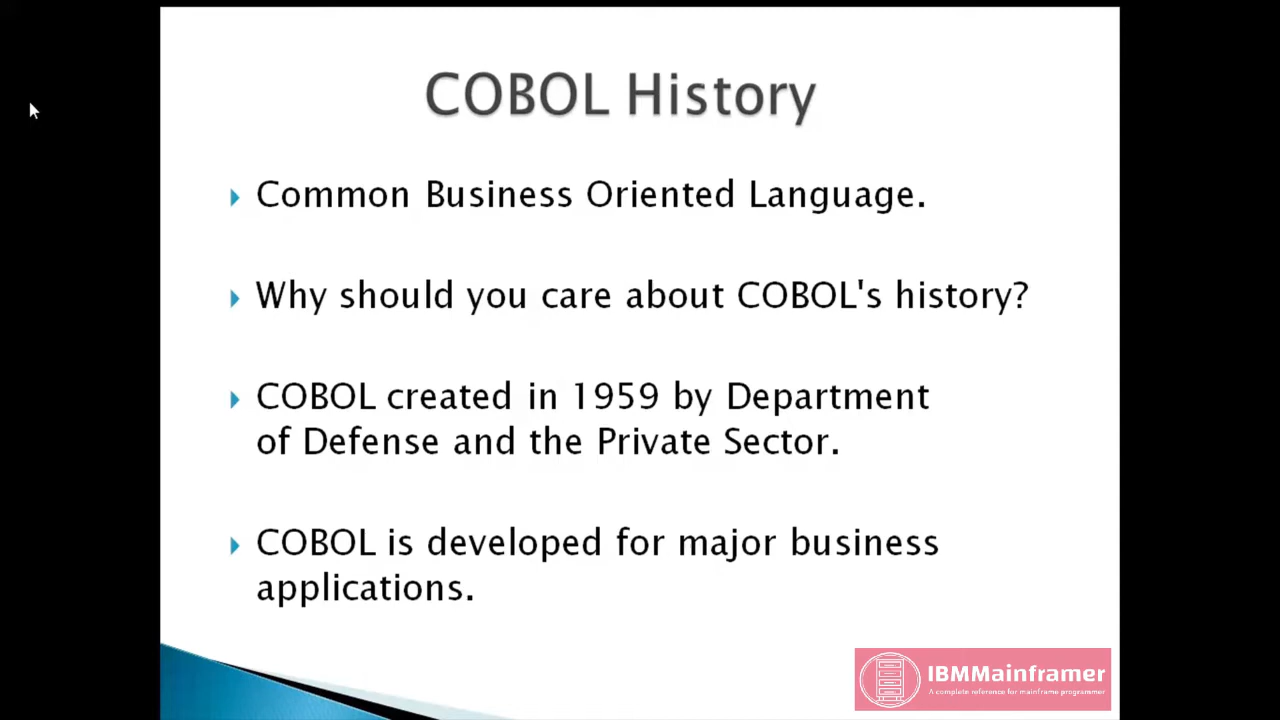 COBOL History
Common Business Oriented Language.
Why should you care about COBOL's history?
COBOL created in 1959 by Department
of Defense and the Private Sector.
COBOL is developed for major business
applications.
IBMMainframer
A complete reference for mainframe programmer